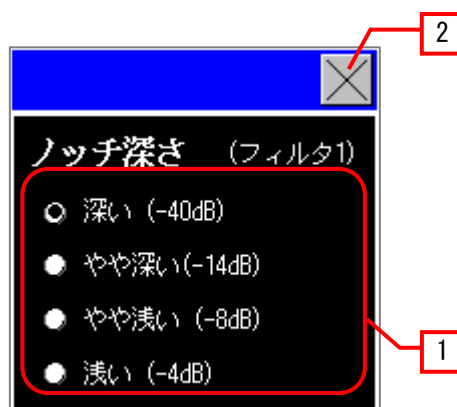 2
ノッチ深さ (フィルタ1)
深い (-40dB)
やや深い(-14dB)
やや浅い (-8dB)
浅い (-4dB)
1